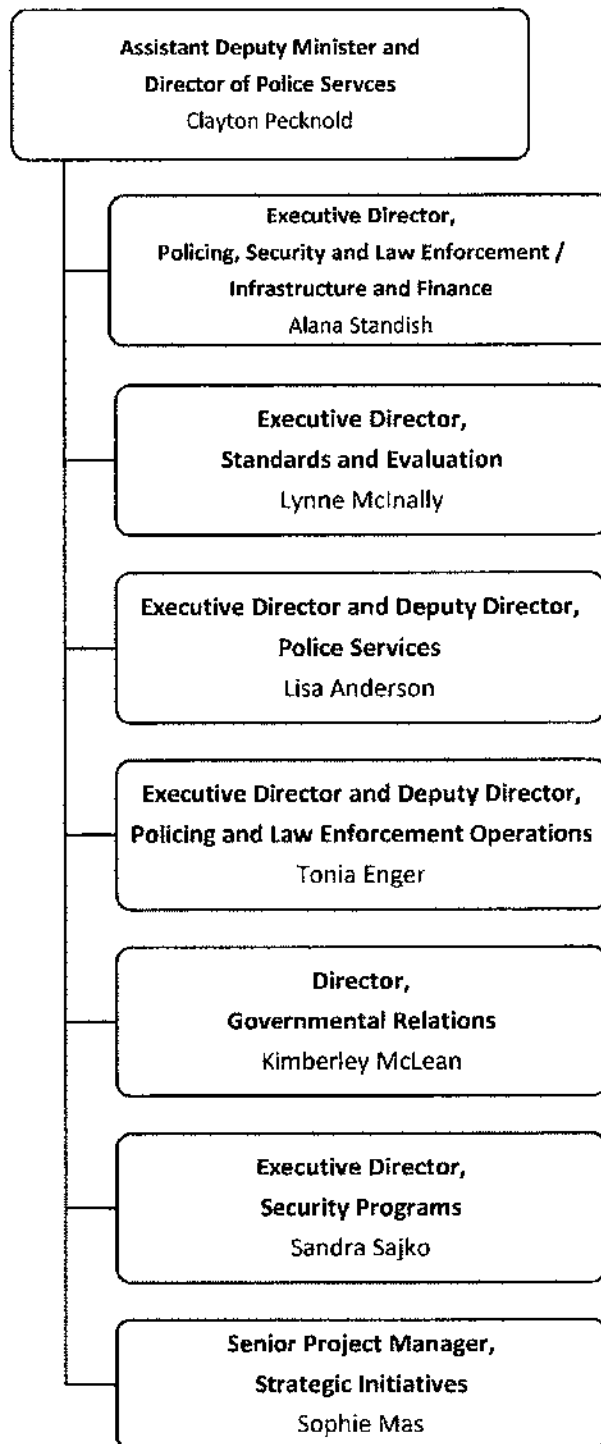 Assistant Deputy Minister and
Director of Police Servces
Clayton Pecknold
Executive Director,
Policing, Security and Law Enforcement /
Infrastructure and Finance
Alana Standish
Executive Director,
Standards and Evaluation
Lynne McInally
Executive Director and Deputy Director,
Police Services
Lisa Anderson
Executive Director and Deputy Director,
Policing and Law Enforcement Operations
Tonia Enger
Director,
Governmental Relations
Kimberley McLean
Executive Director,
Security Programs
Sandra Sajko
Senior Project Manager,
Strategic Initiatives
Sophie Mas